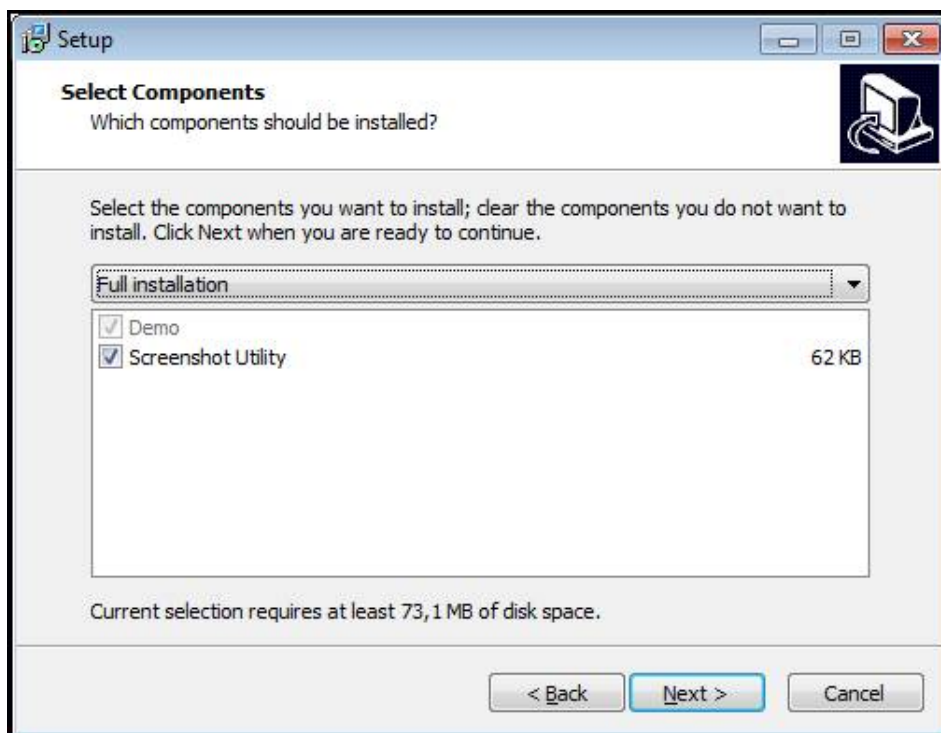 Setup
Select Components
Which components should be installed?
Select the components you want to install; clear the components you do not want to
install. Click Next when you are ready to continue.
Full installation
Demo
Screenshot Utility 62 KB
Current selection requires at least 73,1 MB of disk space.
< Back Next > Cancel